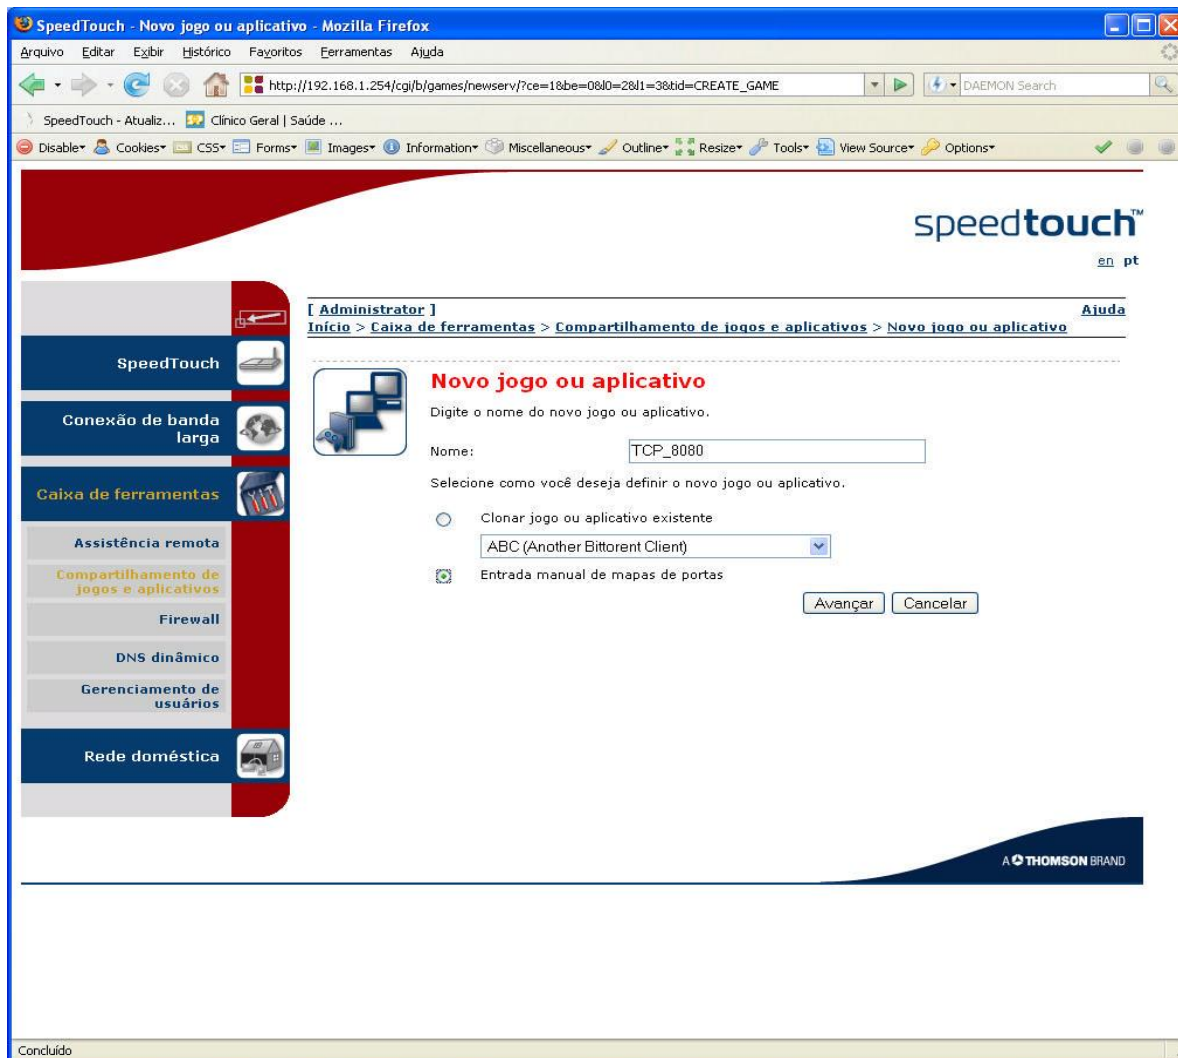 SpeedTouch - Novo jogo ou aplicativo - Mozilla Firefox
Arquivo Editar Exibir Histórico Favoritos Ferramentas Ajuda
http://192.168.1.254/cgi/b/games/newserv/?ce=1&be=0&l0=2&l1=3&tid=CREATE_GAME DAEMON Search
SpeedTouch - Atualiz... Clínico Geral | Saúde ...
Disable Cookies CSS Forms Images Information Miscellaneous Outline Resize Tools View Source Options
speedtouch™
en pt
[ Administrator ] Ajuda
Início > Caixa de ferramentas > Compartilhamento de jogos e aplicativos > Novo jogo ou aplicativo
SpeedTouch
Conexão de banda
larga
Caixa de ferramentas
Assistência remota
Compartilhamento de
jogos e aplicativos
Firewall
DNS dinâmico
Gerenciamento de
usuários
Rede doméstica
Novo jogo ou aplicativo
Digite o nome do novo jogo ou aplicativo.
Nome: TCP_8080
Selecione como você deseja definir o novo jogo ou aplicativo.
Clonar jogo ou aplicativo existente
ABC (Another Bittorent Client)
Entrada manual de mapas de portas
Avançar Cancelar
A THOMSON BRAND
Concluído